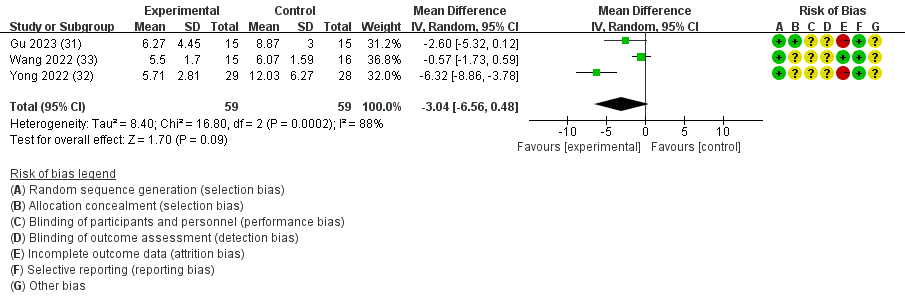 Experimental Control Mean Difference Mean Difference Risk of Bias
Study or Subgroup Mean SD Total Mean SD Total Weight IV, Random, 95% CI IV, Random, 95% CI A B C D E F G
Gu 2023 (31) 6.27 4.45 15 8.87 3 15 31.2% -2.60 [-5.32, 0.12] + + ? ? − + ?
Wang 2022 (33) 5.5 1.7 15 6.07 1.59 16 36.8% -0.57 [-1.73, 0.59] + ? ? ? + + ?
Yong 2022 (32) 5.71 2.81 29 12.03 6.27 28 32.0% -6.32 [-8.86, -3.78] + ? ? ? − + ?
Total (95% CI) 59 59 100.0% -3.04 [-6.56, 0.48]
Heterogeneity: Tau² = 8.40; Chi² = 16.80, df = 2 (P = 0.0002); I² = 88%
Test for overall effect: Z = 1.70 (P = 0.09)
-10 -5 0 5 10
Favours [experimental] Favours [control]
Risk of bias legend
(A) Random sequence generation (selection bias)
(B) Allocation concealment (selection bias)
(C) Blinding of participants and personnel (performance bias)
(D) Blinding of outcome assessment (detection bias)
(E) Incomplete outcome data (attrition bias)
(F) Selective reporting (reporting bias)
(G) Other bias